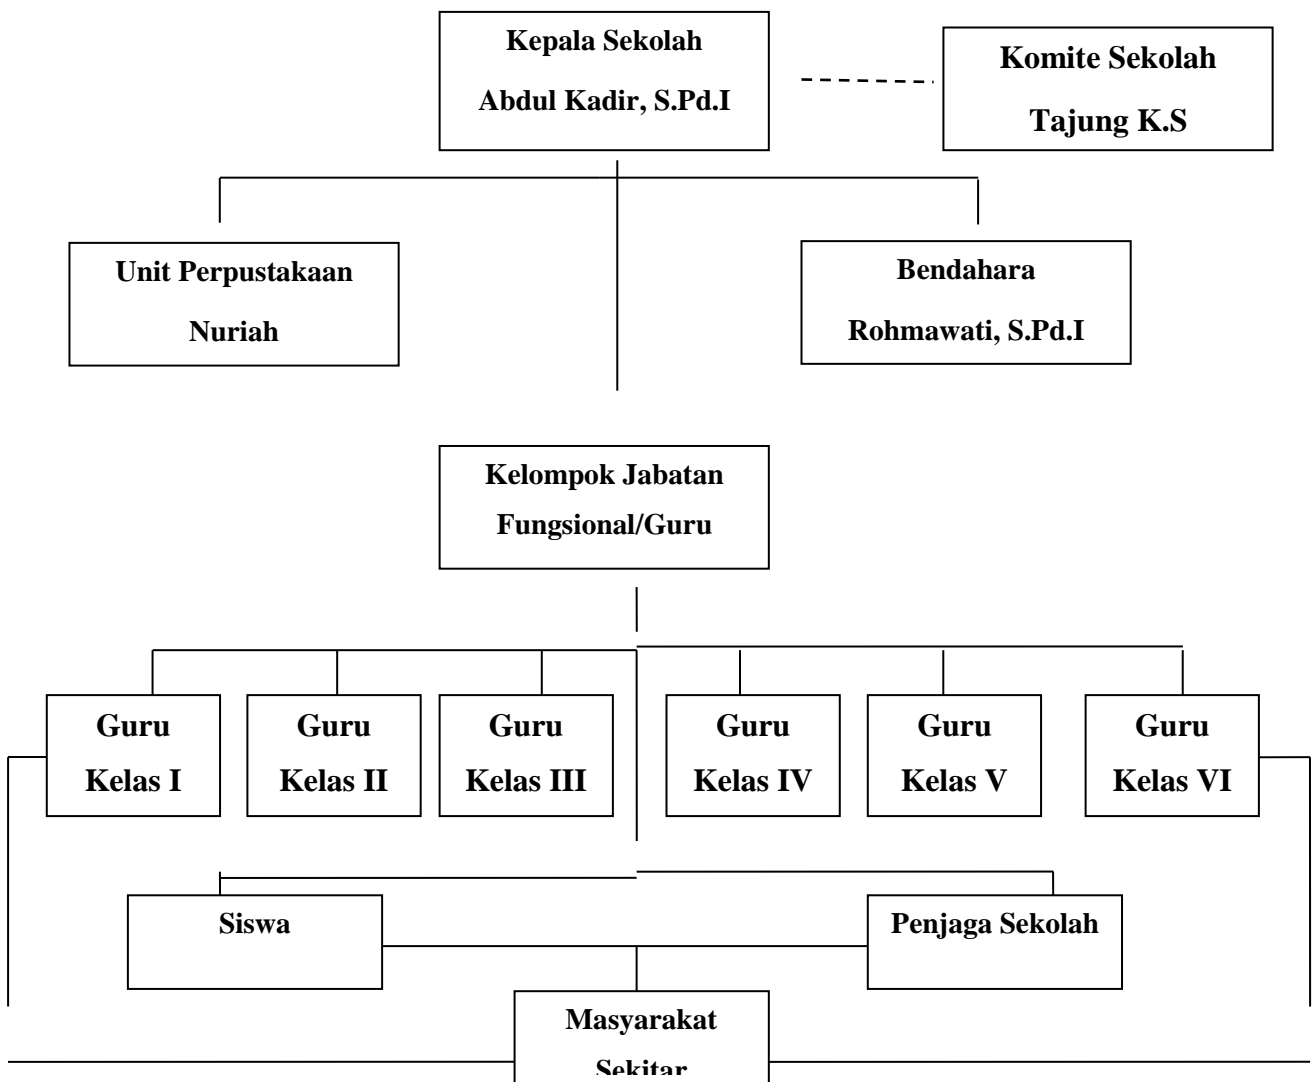 Kepala Sekolah
Abdul Kadir, S.Pd.I
Komite Sekolah
Tajung K.S
Unit Perpustakaan
Nuriah
Bendahara
Rohmawati, S.Pd.I
Kelompok Jabatan
Fungsional/Guru
Guru
Kelas I
Guru
Kelas II
Guru
Kelas III
Guru
Kelas IV
Guru
Kelas V
Guru
Kelas VI
Siswa
Penjaga Sekolah
Masyarakat
Sekitar